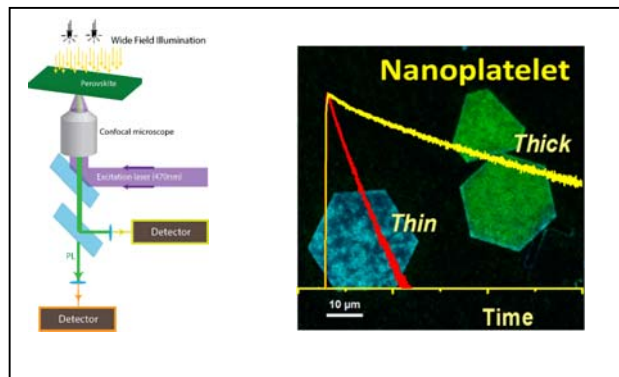 Wide Field Illumination
Perovskite
Confocal microscope
Excitation laser (470nm)
Detector
PL
Detector
Nanoplatelet
Thick
Thin
10 μm
Time